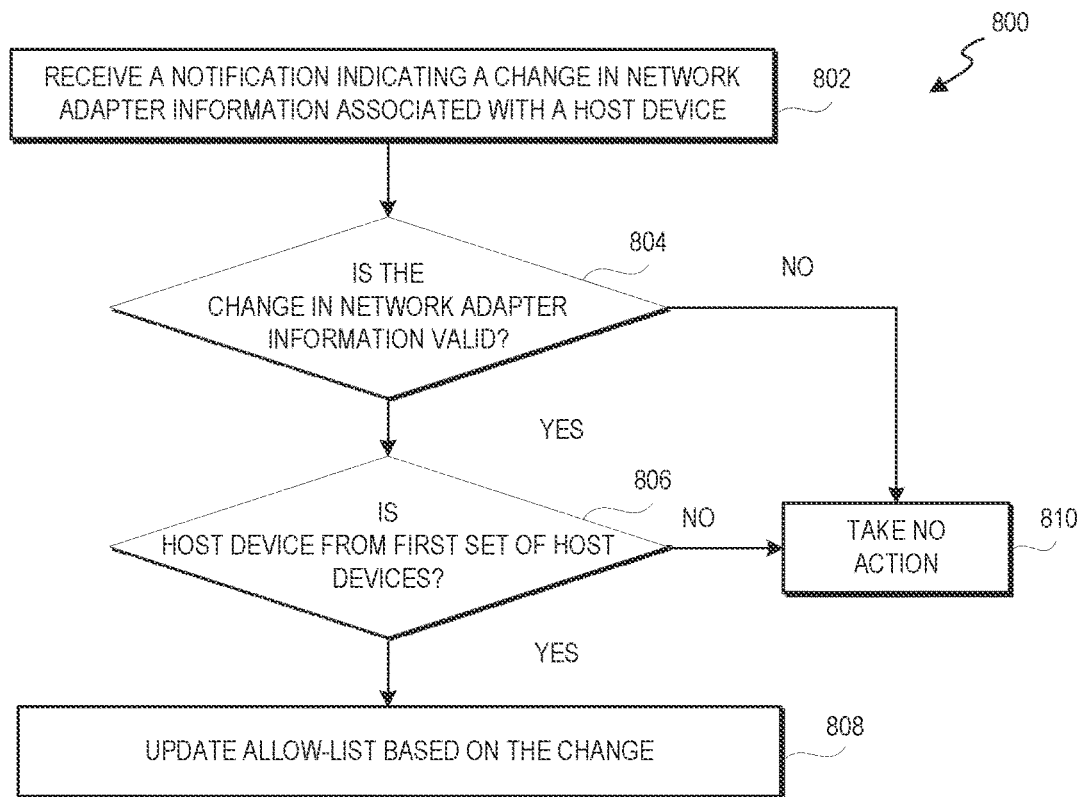 800
RECEIVE A NOTIFICATION INDICATING A CHANGE IN NETWORK
ADAPTER INFORMATION ASSOCIATED WITH A HOST DEVICE
802
804
IS THE
CHANGE IN NETWORK ADAPTER
INFORMATION VALID?
NO
YES
806
IS
HOST DEVICE FROM FIRST SET OF HOST
DEVICES?
NO
TAKE NO
ACTION
810
YES
UPDATE ALLOW-LIST BASED ON THE CHANGE
808